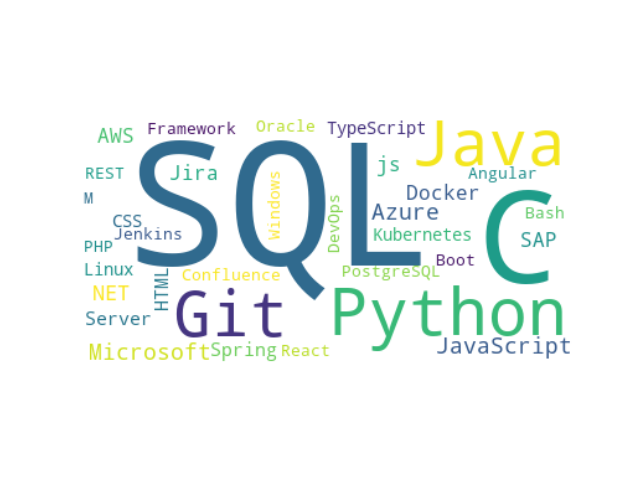 AWS
Framework
Oracle
TypeScript
Java
SQL
REST
Jira
Windows
js
Angular
M
Docker
C
CSS
Azure
Bash
Jenkins
DevOps
Kubernetes
SAP
PHP
Boot
Linux
HTML
Confluence
PostgreSQL
NET
Git
Python
Server
Microsoft
Spring
React
JavaScript